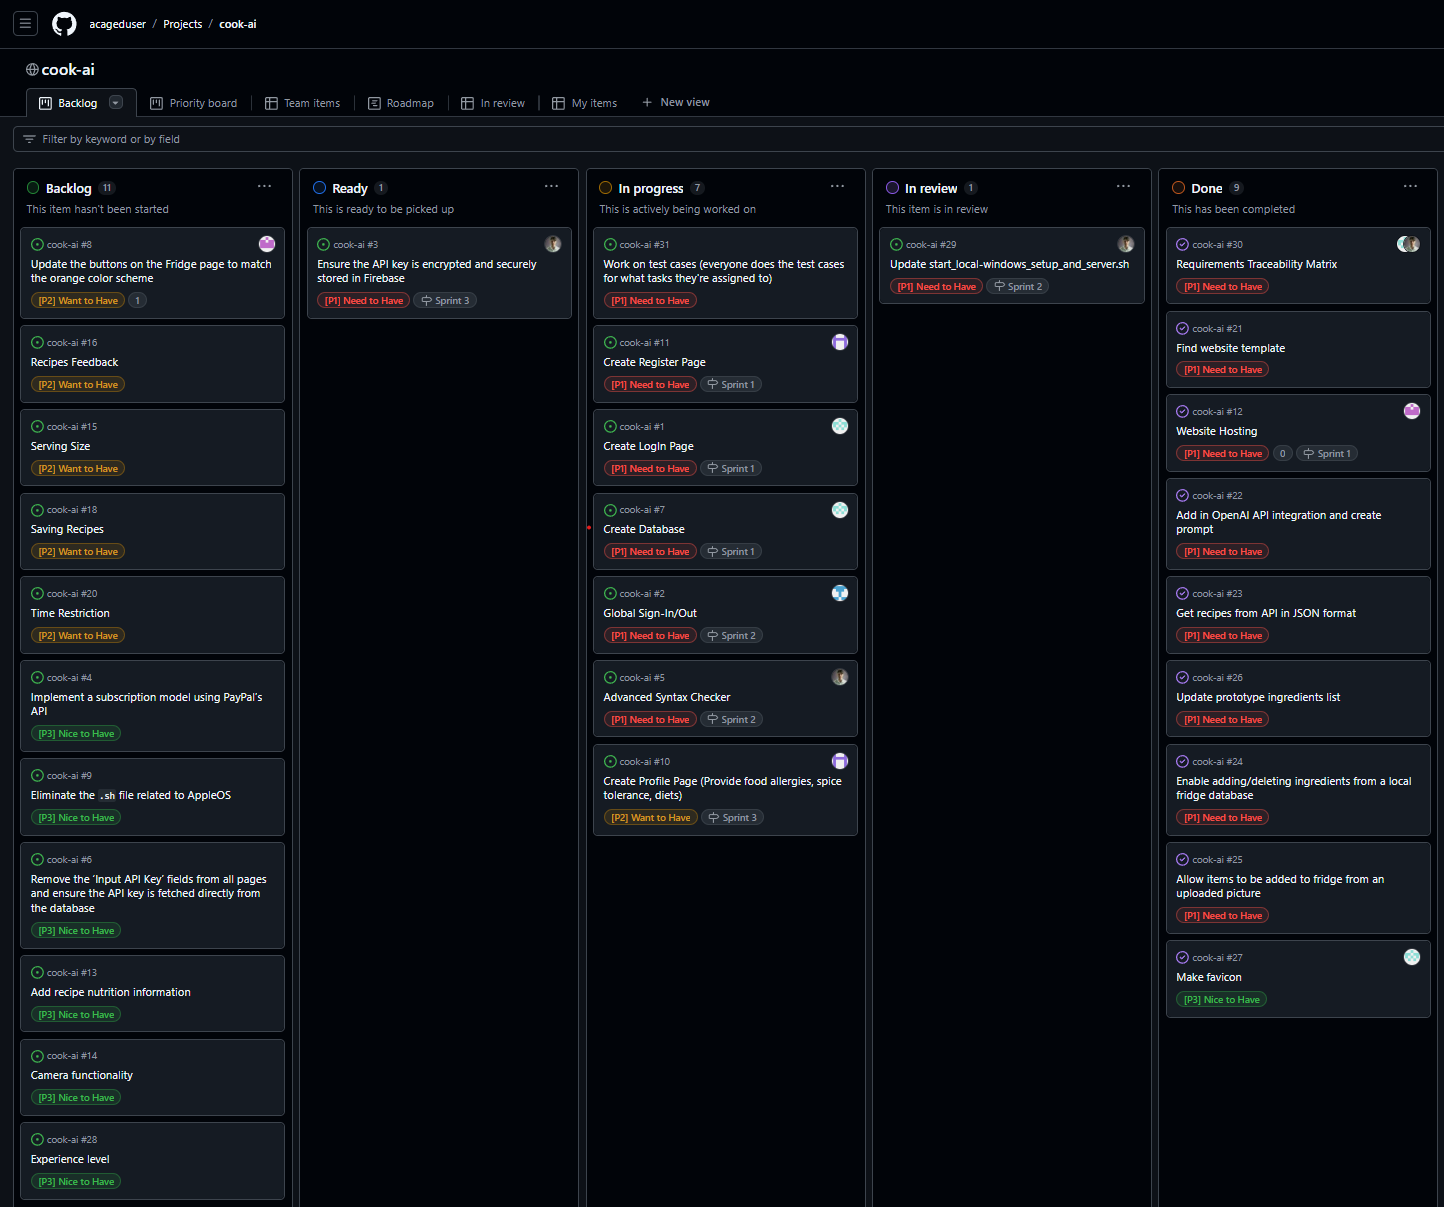 acageduser / Projects / cook-ai
cook-ai
Backlog
Priority board
Team items
Roadmap
In review
My items
New view
Filter by keyword or by field
Backlog 11
This item hasn't been started
cook-ai #8
Update the buttons on the Fridge page to match
the orange color scheme
[P2] Want to Have 1
cook-ai #16
Recipes Feedback
[P2] Want to Have
cook-ai #15
Serving Size
[P2] Want to Have
cook-ai #18
Saving Recipes
[P2] Want to Have
cook-ai #20
Time Restriction
[P2] Want to Have
cook-ai #4
Implement a subscription model using PayPal's
API
[P3] Nice to Have
cook-ai #9
Eliminate the .sh file related to AppleOS
[P3] Nice to Have
cook-ai #6
Remove the 'Input API Key' fields from all pages
and ensure the API key is fetched directly from
the database
[P3] Nice to Have
cook-ai #13
Add recipe nutrition information
[P3] Nice to Have
cook-ai #14
Camera functionality
[P3] Nice to Have
cook-ai #28
Experience level
[P3] Nice to Have
Ready 1
This is ready to be picked up
cook-ai #3
Ensure the API key is encrypted and securely
stored in Firebase
[P1] Need to Have Sprint 3
In progress 7
This is actively being worked on
cook-ai #31
Work on test cases (everyone does the test cases
for what tasks they're assigned to)
[P1] Need to Have
cook-ai #11
Create Register Page
[P1] Need to Have Sprint 1
cook-ai #1
Create LogIn Page
[P1] Need to Have Sprint 1
cook-ai #7
Create Database
[P1] Need to Have Sprint 1
cook-ai #2
Global Sign-In/Out
[P1] Need to Have Sprint 2
cook-ai #5
Advanced Syntax Checker
[P1] Need to Have Sprint 2
cook-ai #10
Create Profile Page (Provide food allergies, spice
tolerance, diets)
[P2] Want to Have Sprint 3
In review 1
This item is in review
cook-ai #29
Update start_local-windows_setup_and_server.sh
[P1] Need to Have Sprint 2
Done 9
This has been completed
cook-ai #30
Requirements Traceability Matrix
[P1] Need to Have
cook-ai #21
Find website template
[P1] Need to Have
cook-ai #12
Website Hosting
[P1] Need to Have 0 Sprint 1
cook-ai #22
Add in OpenAI API integration and create
prompt
[P1] Need to Have
cook-ai #23
Get recipes from API in JSON format
[P1] Need to Have
cook-ai #26
Update prototype ingredients list
[P1] Need to Have
cook-ai #24
Enable adding/deleting ingredients from a local
fridge database
[P1] Need to Have
cook-ai #25
Allow items to be added to fridge from an
uploaded picture
[P1] Need to Have
cook-ai #27
Make favicon
[P3] Nice to Have